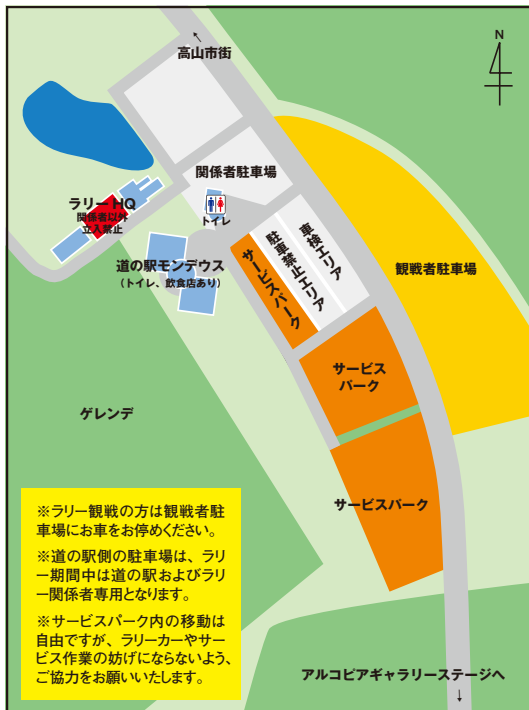 高山市街
N
関係者駐車場
ラリーHQ
関係者以外
立入禁止
トイレ
道の駅モンデウス
（トイレ、飲食店あり）
サービスパーク
駐車禁止エリア
車検エリア
観戦者駐車場
サービス
パーク
ゲレンデ
サービスパーク
※ラリー観戦の方は観戦者駐
車場にお車をお停めください。
※道の駅側の駐車場は、ラリ
ー期間中は道の駅およびラリ
ー関係者専用となります。
※サービスパーク内の移動は
自由ですが、ラリーカーやサー
ビス作業の妨げにならないよう、
ご協力をお願いいたします。
アルコピアギャラリーステージへ